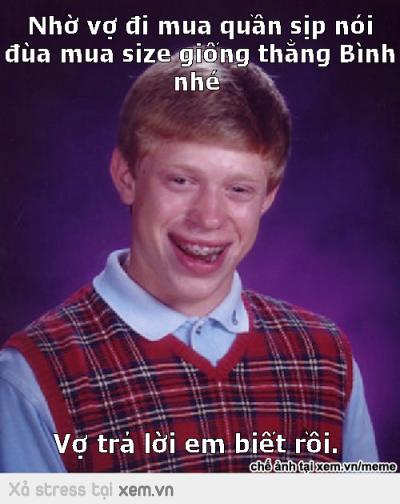 Nhờ vợ đi mua quần sịp nói
đùa mua size giống thằng Bình
nhé
Vợ trả lời em biết rồi.
chế ảnh tại xem.vn/meme
Xả stress tại xem.vn